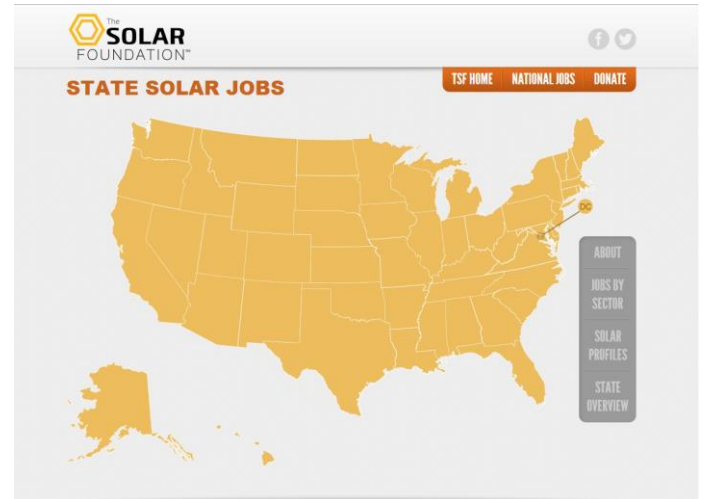 The
SOLAR
FOUNDATION™
STATE SOLAR JOBS
TSF HOME NATIONAL JOBS DONATE
DC
ABOUT
JOBS BY
SECTOR
SOLAR
PROFILES
STATE
OVERVIEW